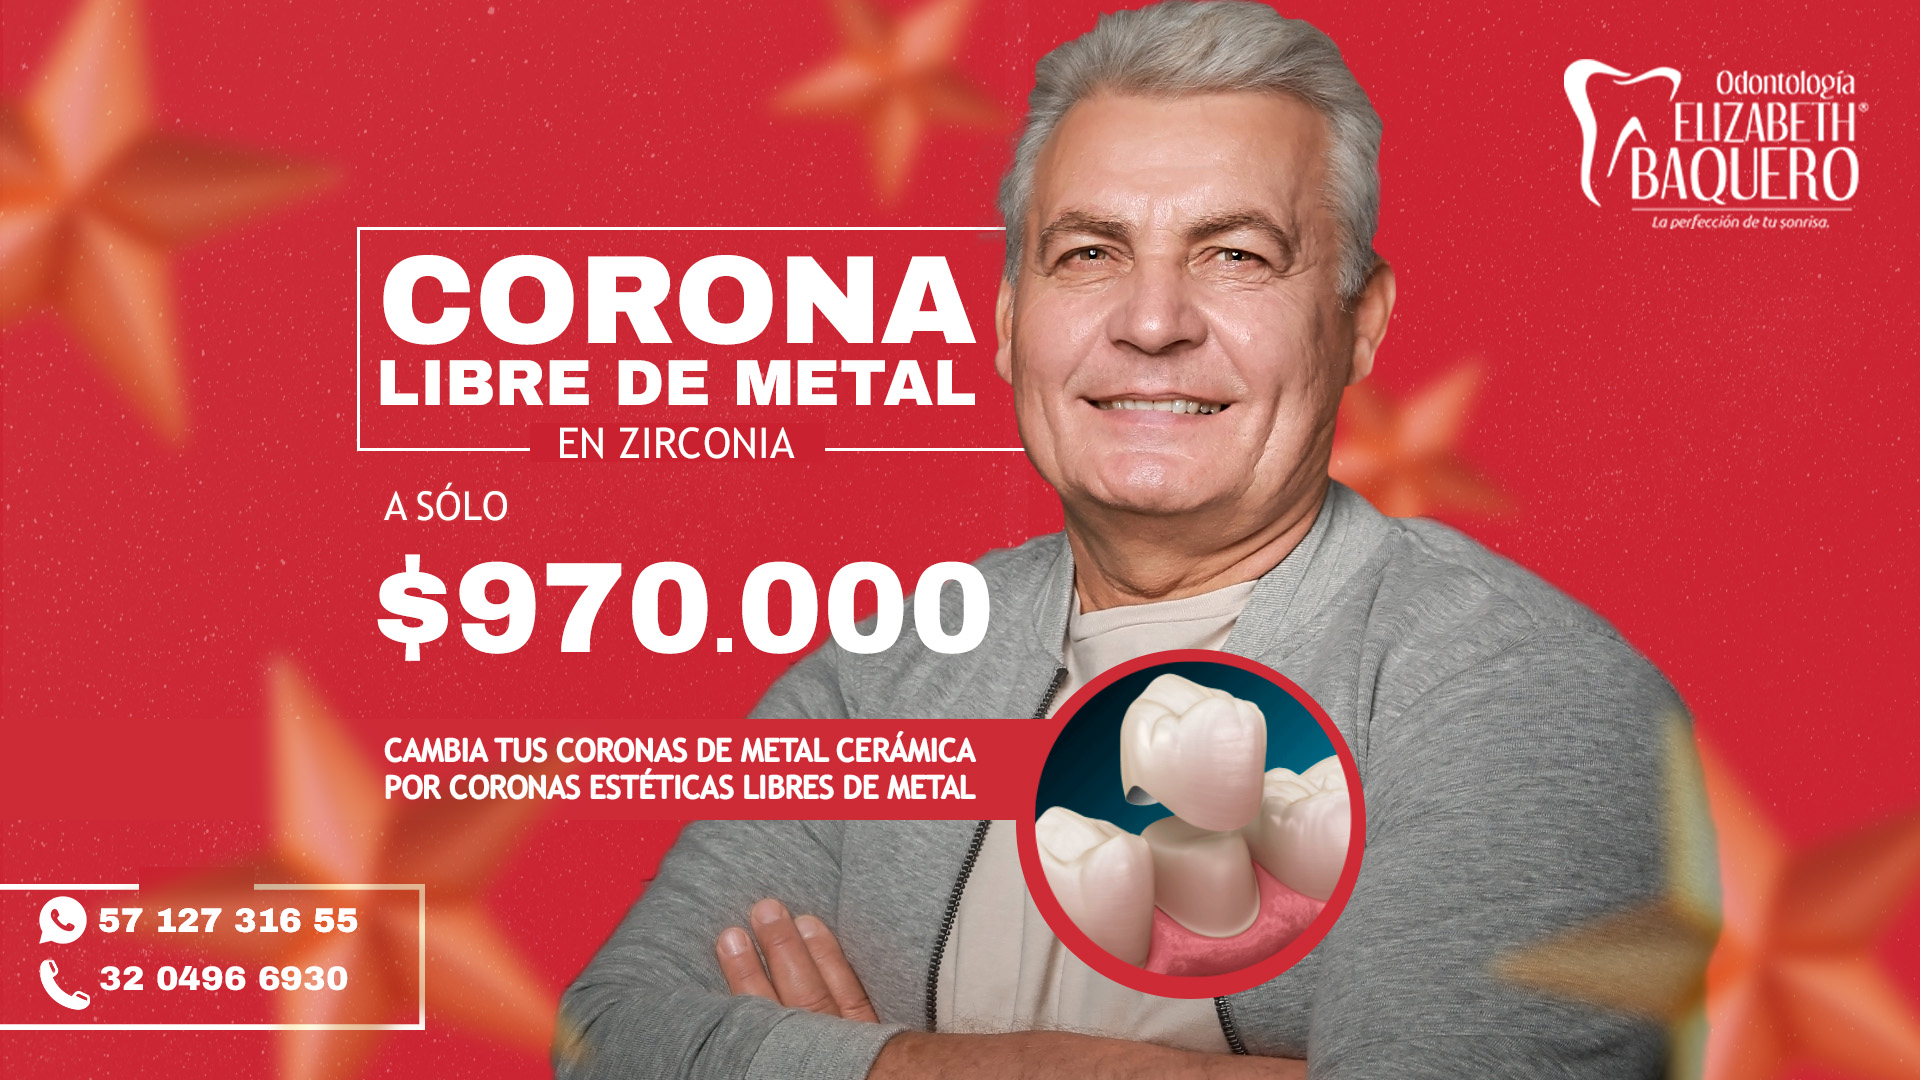 Odontología
ELIZABETH®
BAQUERO
La perfección de tu sonrisa.
CORONA
LIBRE DE METAL
EN ZIRCONIA
A SÓLO
$970.000
CAMBIA TUS CORONAS DE METAL CERÁMICA
POR CORONAS ESTÉTICAS LIBRES DE METAL
57 127 316 55
32 0496 6930